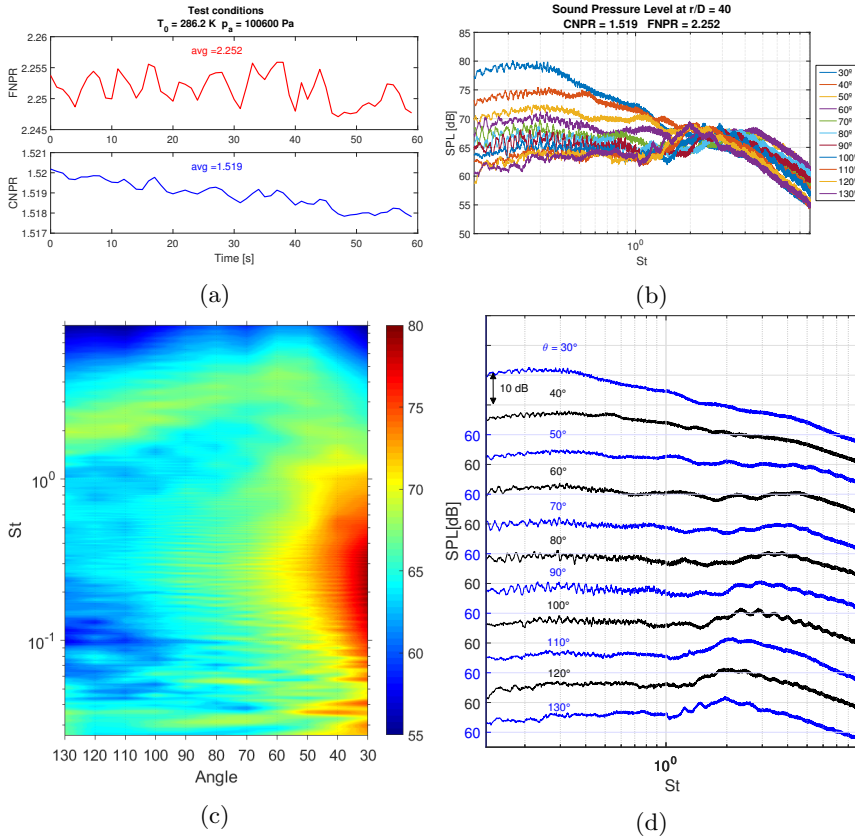 Test conditions
T0 = 286.2 K pa = 100600 Pa
2.26
2.255
2.25
2.245
FNPR
avg =2.252
0 10 20 30 40 50 60
1.521
1.52
1.519
1.518
1.517
CNPR
avg =1.519
0 10 20 30 40 50 60
Time [s]
(a)
Sound Pressure Level at r/D = 40
CNPR = 1.519 FNPR = 2.252
85
80
75
70
65
60
55
50
SPL [dB]
10^0
St
30º
40º
50º
60º
70º
80º
90º
100º
110º
120º
130º
(b)
10^0
10^-1
St
130 120 110 100 90 80 70 60 50 40 30
Angle
80
75
70
65
60
55
(c)
θ = 30°
10 dB
40°
50°
60°
70°
80°
90°
100°
110°
120°
130°
60
60
60
60
60
60
60
60
60
60
60
SPL[dB]
10^0
St
(d)